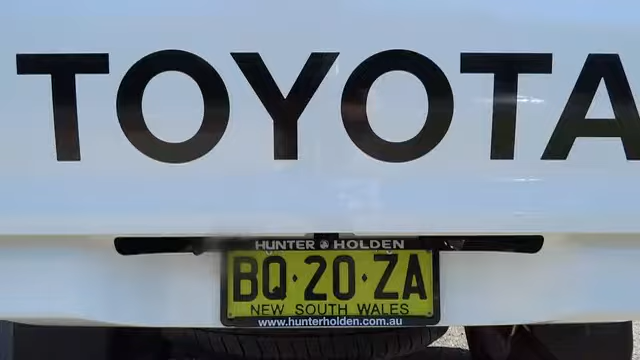 TOYOTA
HUNTER HOLDEN
BQ·20·ZA
NEW SOUTH WALES
www.hunterholden.com.au